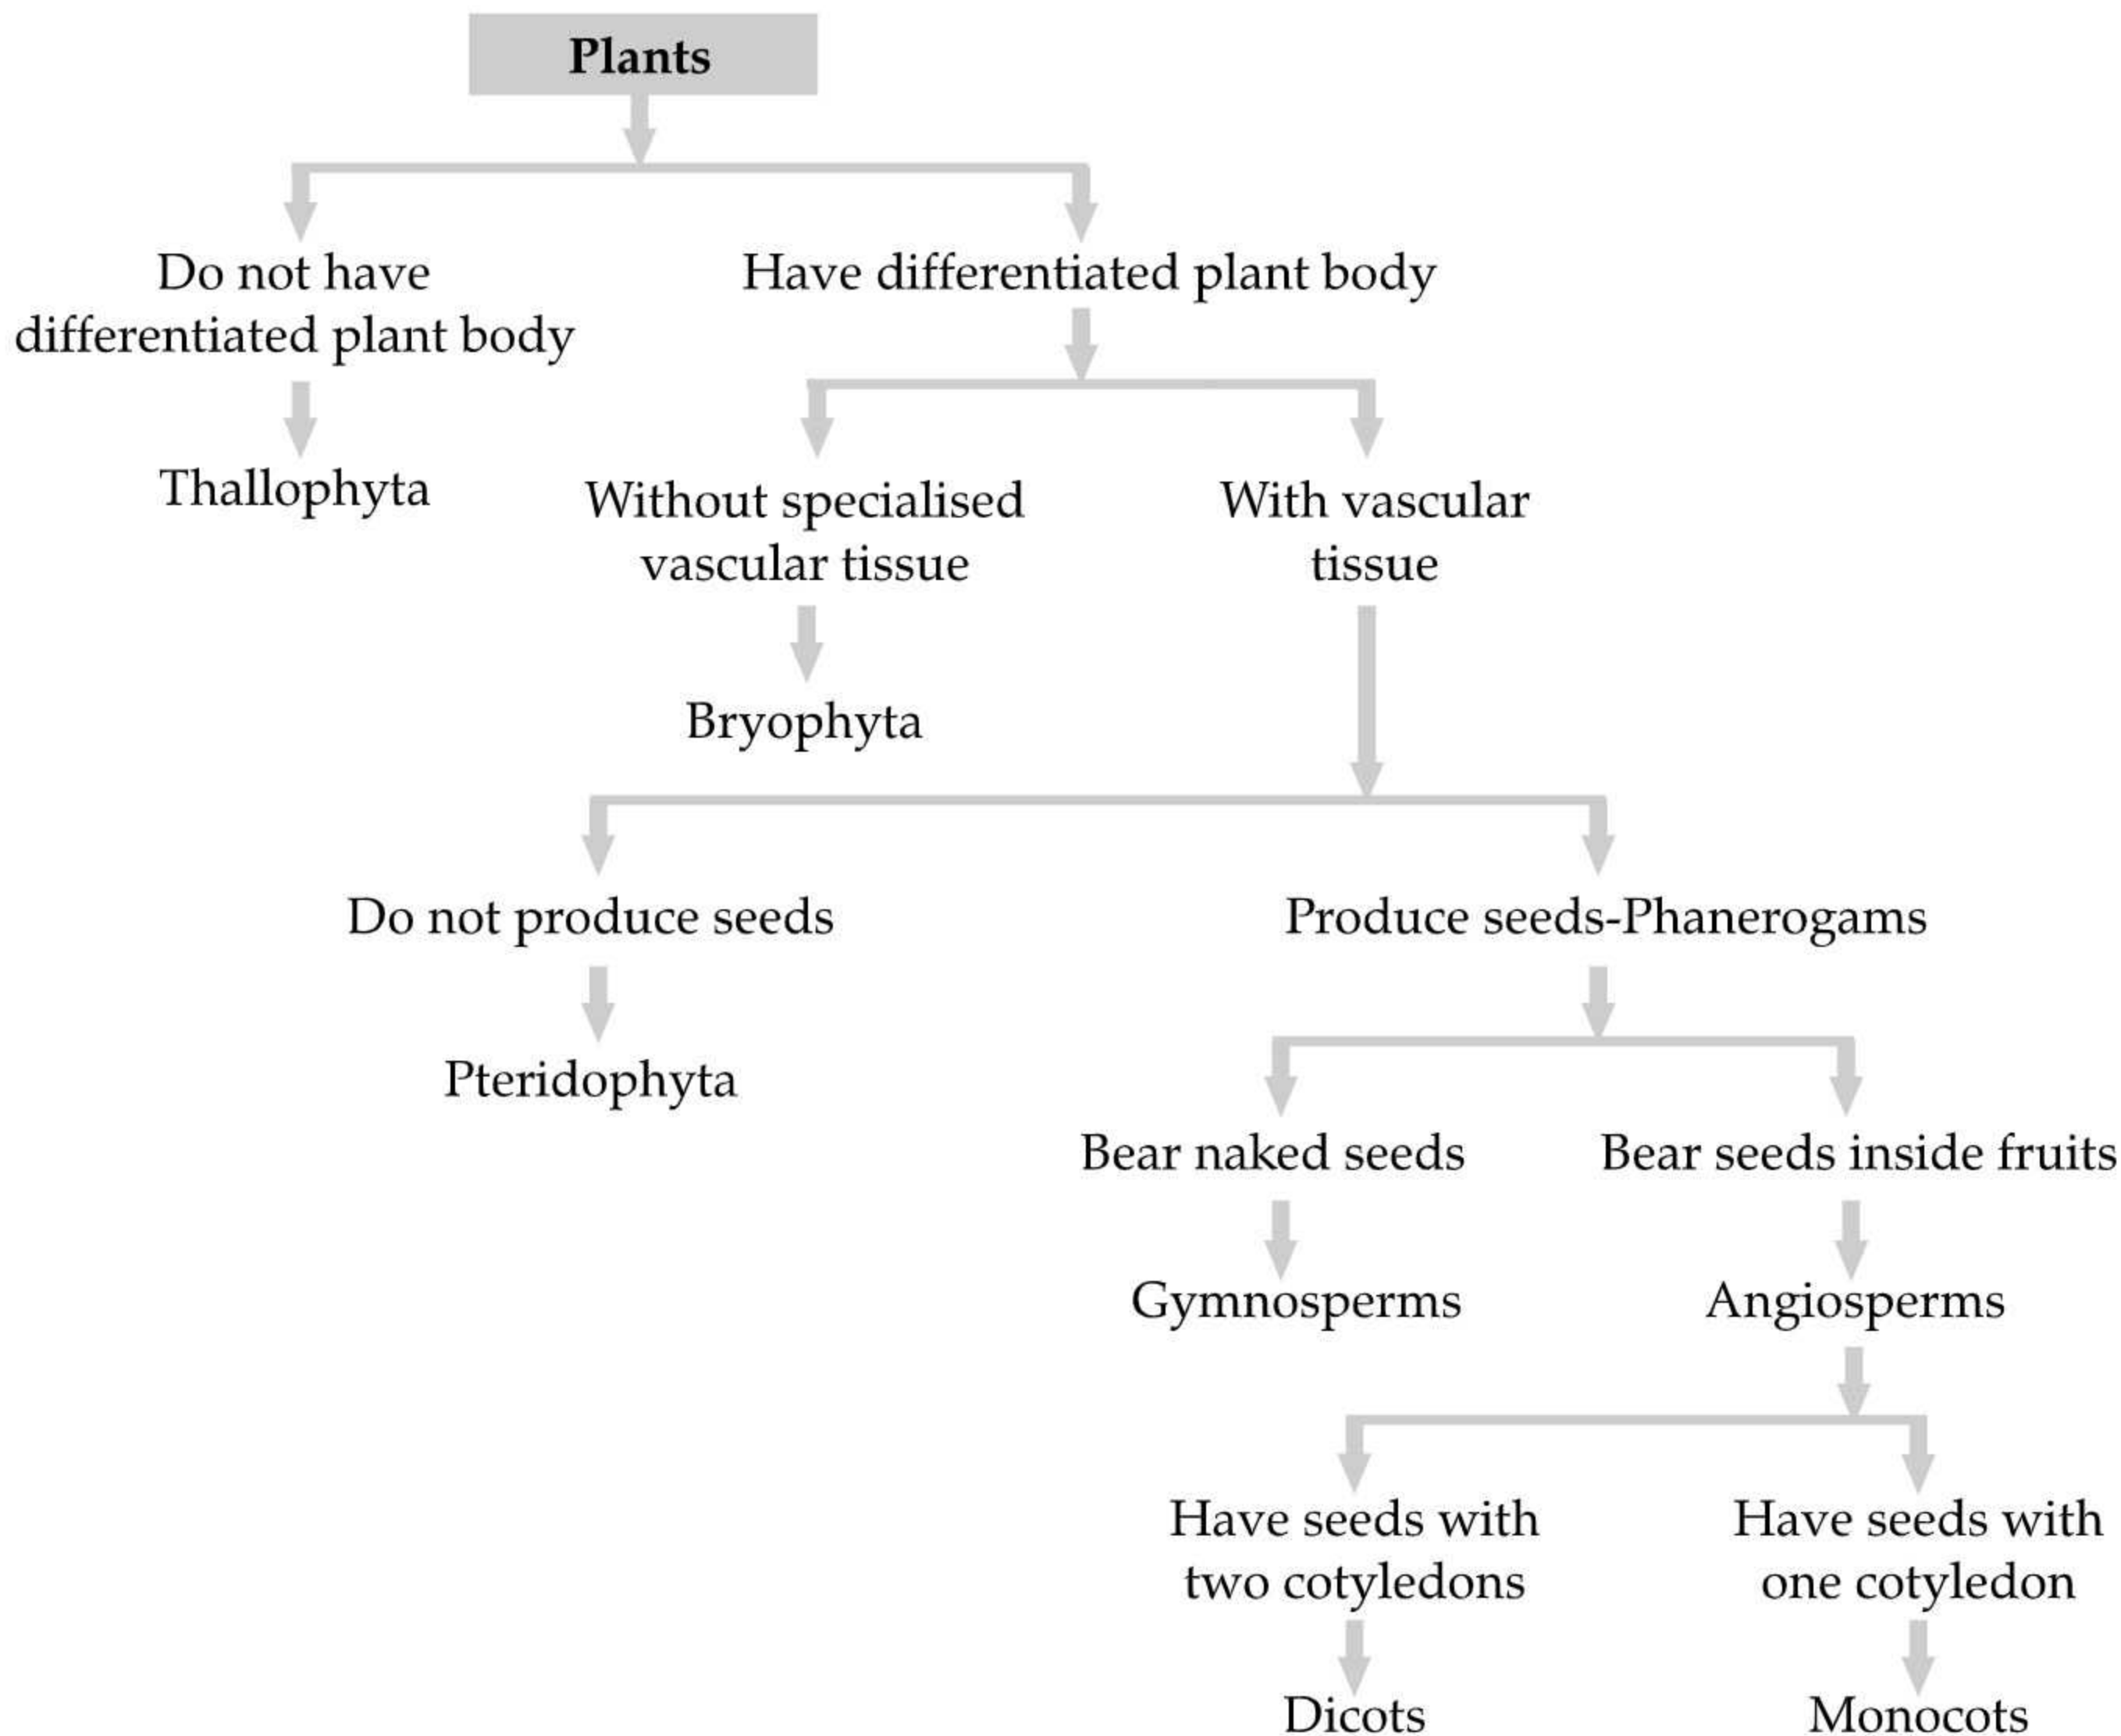 Plants
Do not have
differentiated plant body
Have differentiated plant body
Thallophyta
Without specialised
vascular tissue
With vascular
tissue
Bryophyta
Do not produce seeds
Produce seeds-Phanerogams
Pteridophyta
Bear naked seeds
Bear seeds inside fruits
Gymnosperms
Angiosperms
Have seeds with
two cotyledons
Have seeds with
one cotyledon
Dicots
Monocots